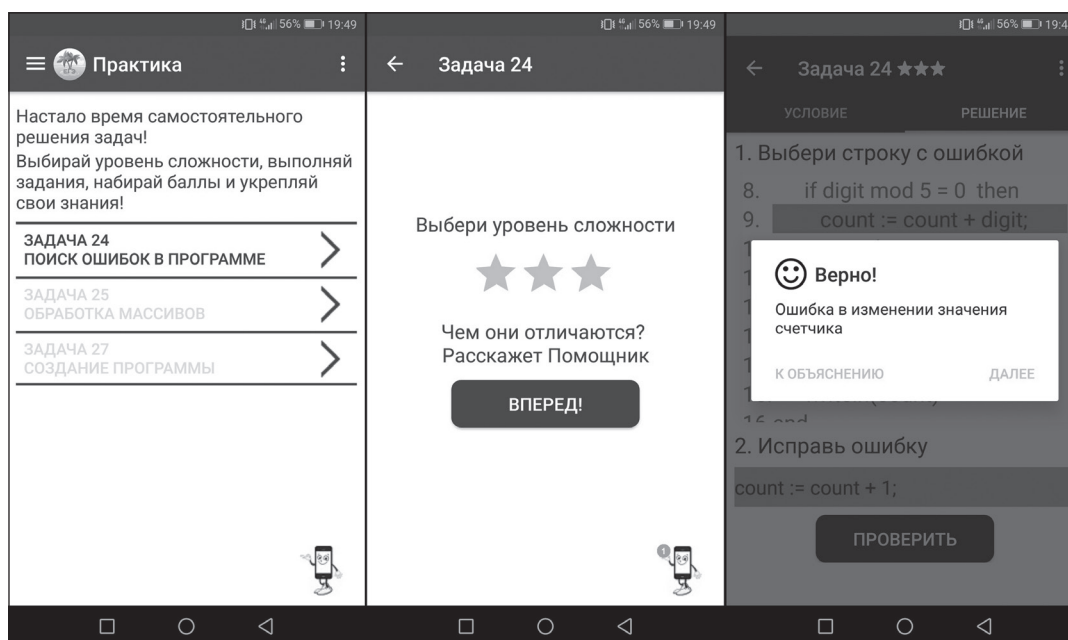 56% 19:49
Практика
Настало время самостоятельного
решения задач!
Выбирай уровень сложности, выполняй
задания, набирай баллы и укрепляй
свои знания!
ЗАДАЧА 24
ПОИСК ОШИБОК В ПРОГРАММЕ
ЗАДАЧА 25
ОБРАБОТКА МАССИВОВ
ЗАДАЧА 27
СОЗДАНИЕ ПРОГРАММЫ
56% 19:49
Задача 24
Выбери уровень сложности
Чем они отличаются?
Расскажет Помощник
ВПЕРЕД!
1
56% 19:4
Задача 24 ★★★
УСЛОВИЕ РЕШЕНИЕ
1. Выбери строку с ошибкой
8. if digit mod 5 = 0 then
9. count := count + digit;
Верно!
Ошибка в изменении значения
счетчика
К ОБЪЯСНЕНИЮ ДАЛЕЕ
2. Исправь ошибку
count := count + 1;
ПРОВЕРИТЬ